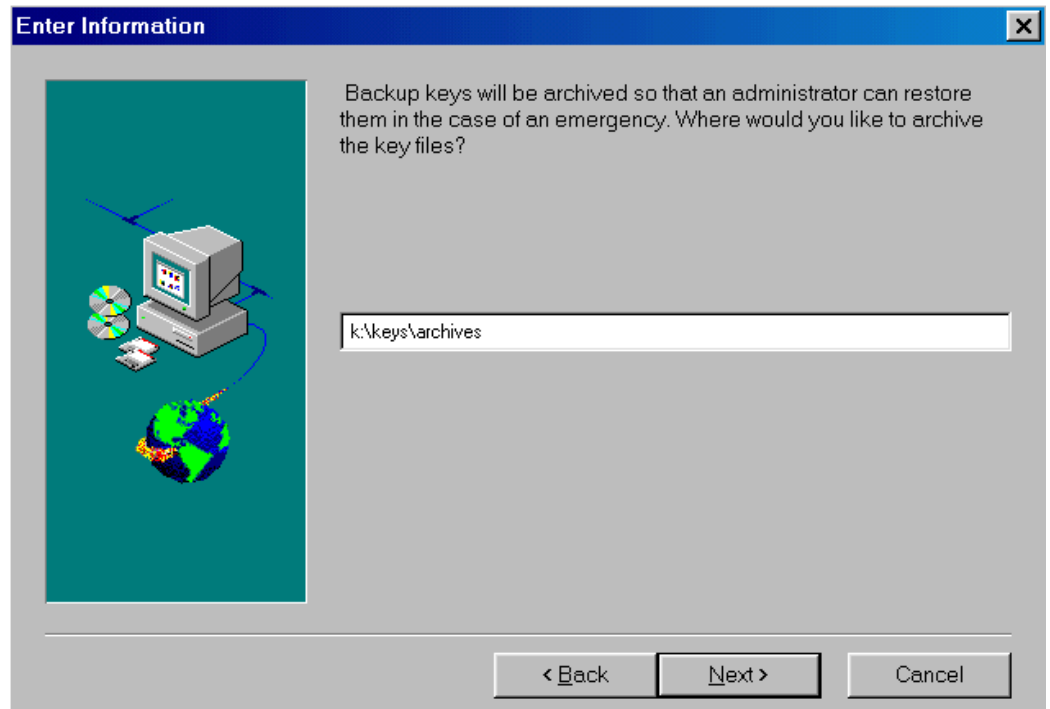 Enter Information
Backup keys will be archived so that an administrator can restore
them in the case of an emergency. Where would you like to archive
the key files?
k:\keys\archives
< Back
Next >
Cancel